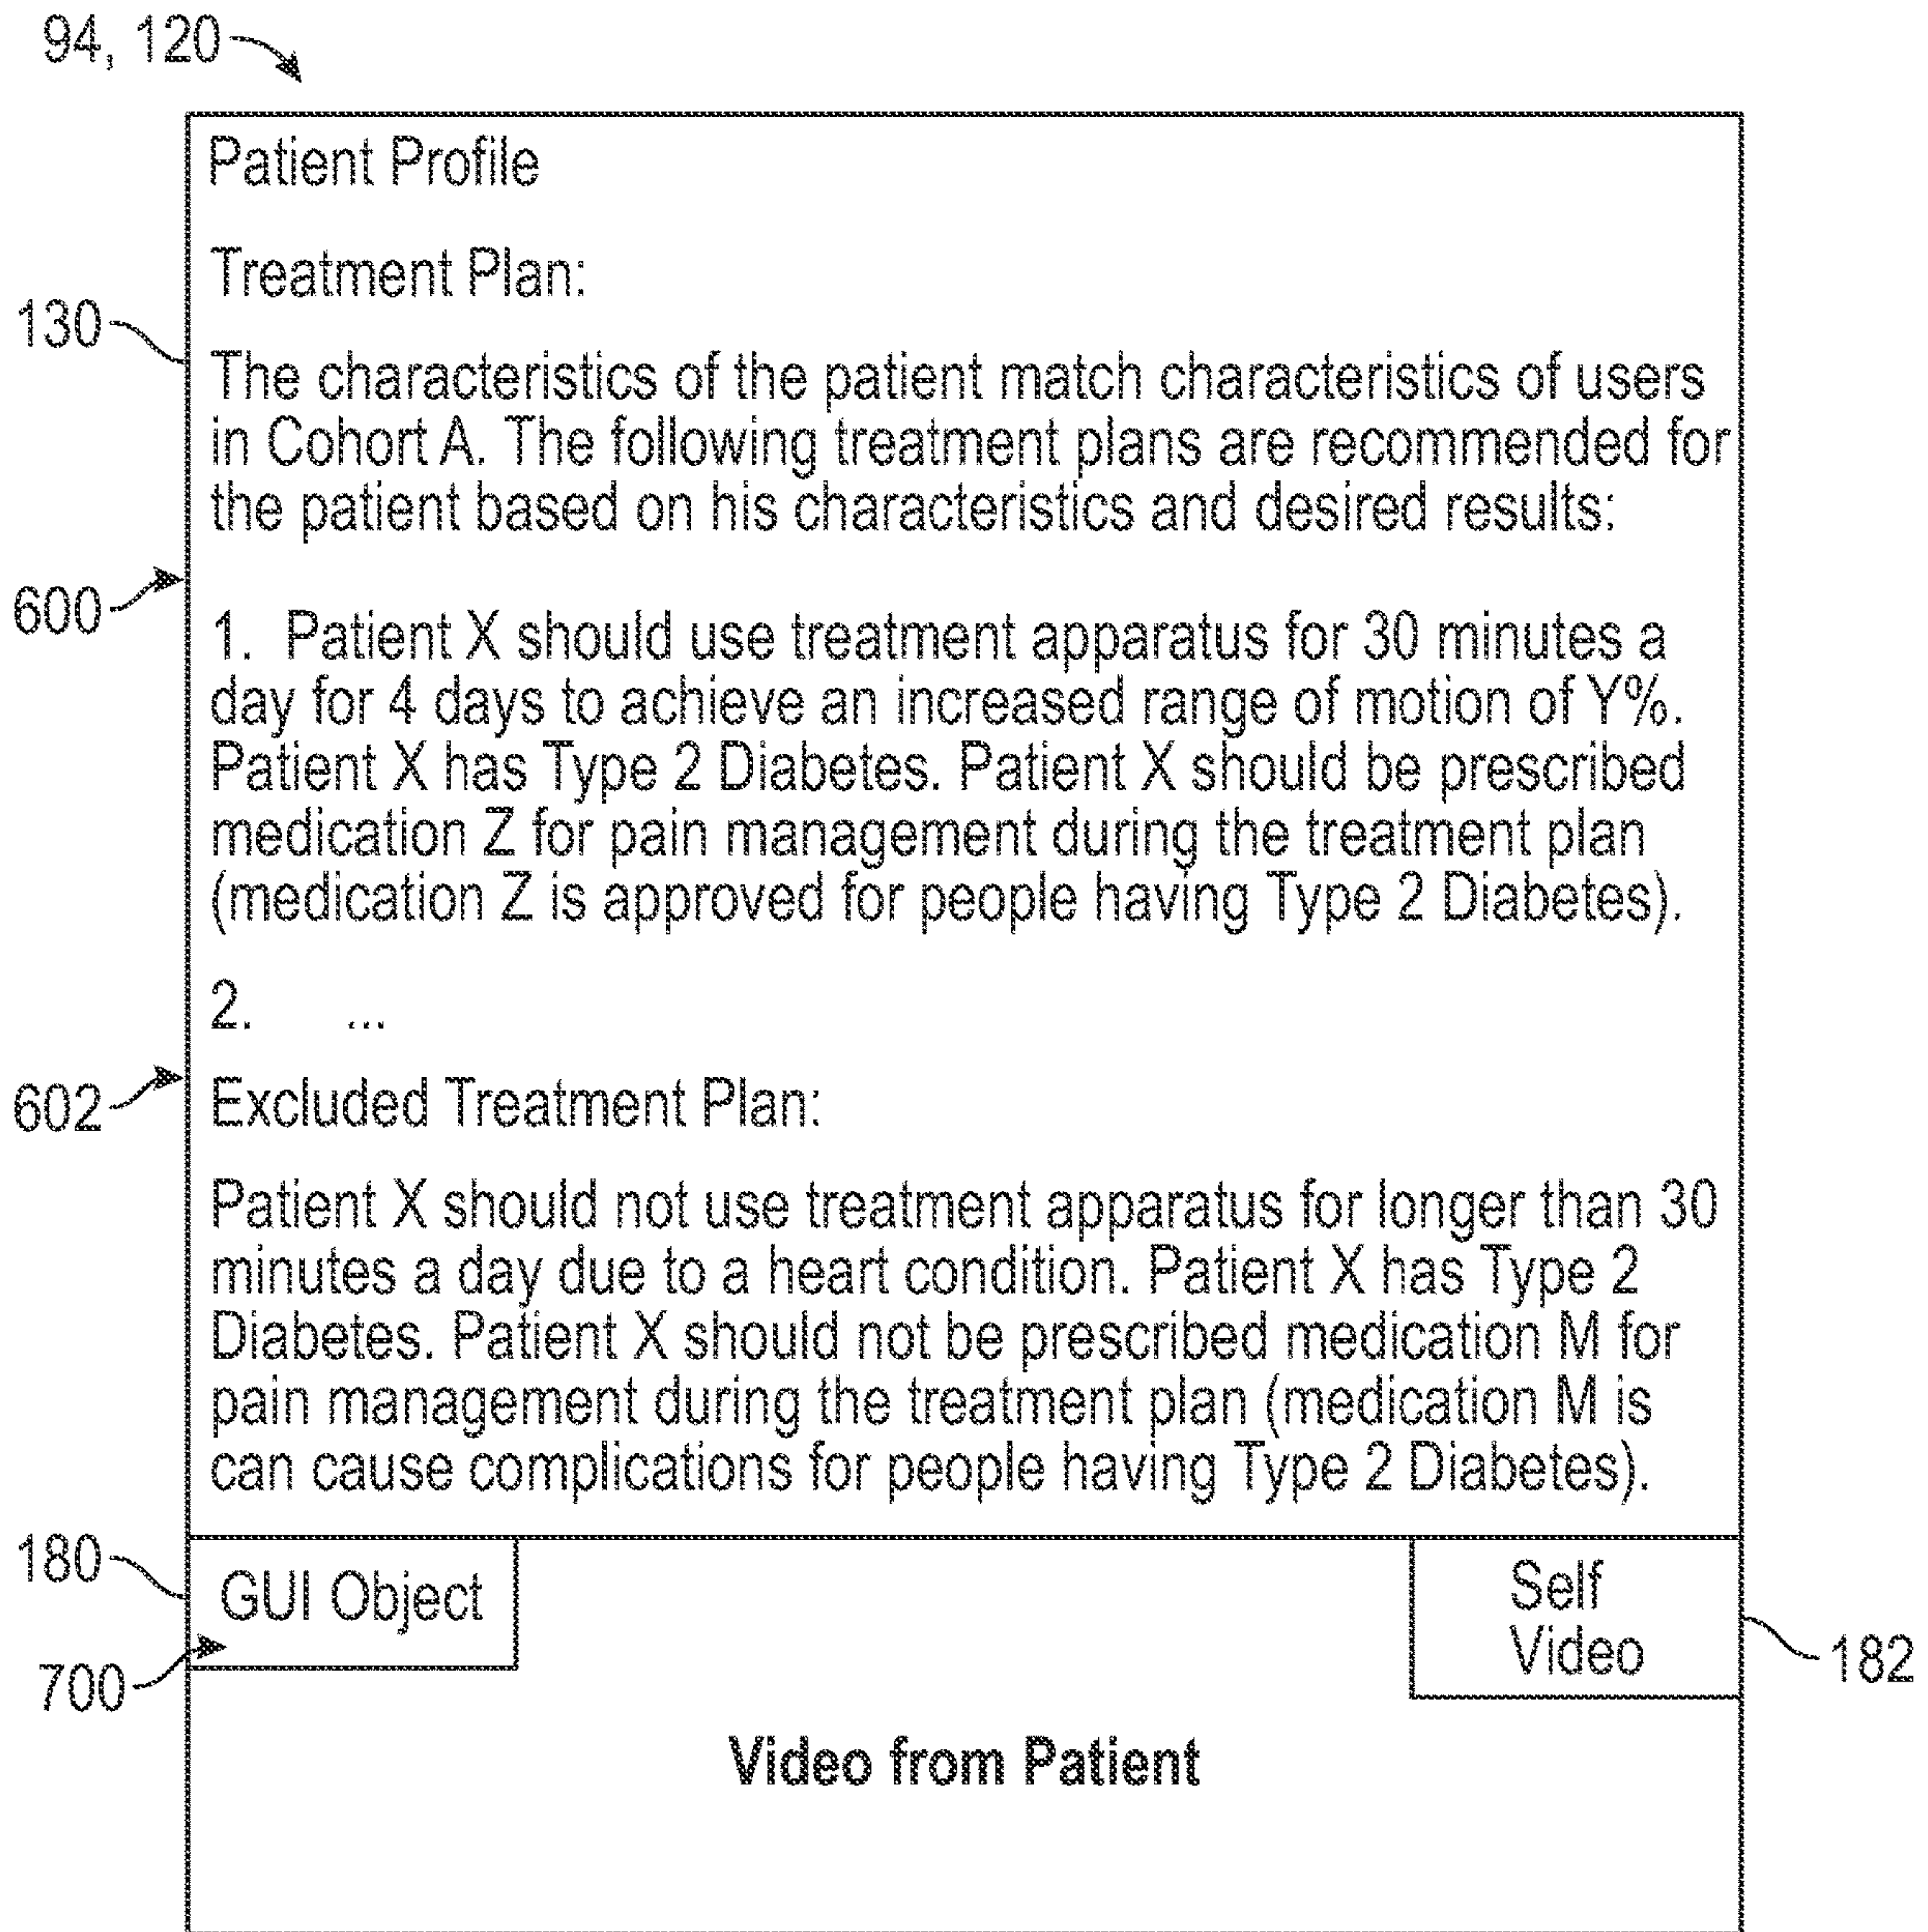 94, 120
Patient Profile
Treatment Plan:
130
The characteristics of the patient match characteristics of users
in Cohort A. The following treatment plans are recommended for
the patient based on his characteristics and desired results:
600
1. Patient X should use treatment apparatus for 30 minutes a
day for 4 days to achieve an increased range of motion of Y%.
Patient X has Type 2 Diabetes. Patient X should be prescribed
medication Z for pain management during the treatment plan
(medication Z is approved for people having Type 2 Diabetes).
2. ...
602
Excluded Treatment Plan:
Patient X should not use treatment apparatus for longer than 30
minutes a day due to a heart condition. Patient X has Type 2
Diabetes. Patient X should not be prescribed medication M for
pain management during the treatment plan (medication M is
can cause complications for people having Type 2 Diabetes).
180
GUI Object
700
Self
Video
182
Video from Patient